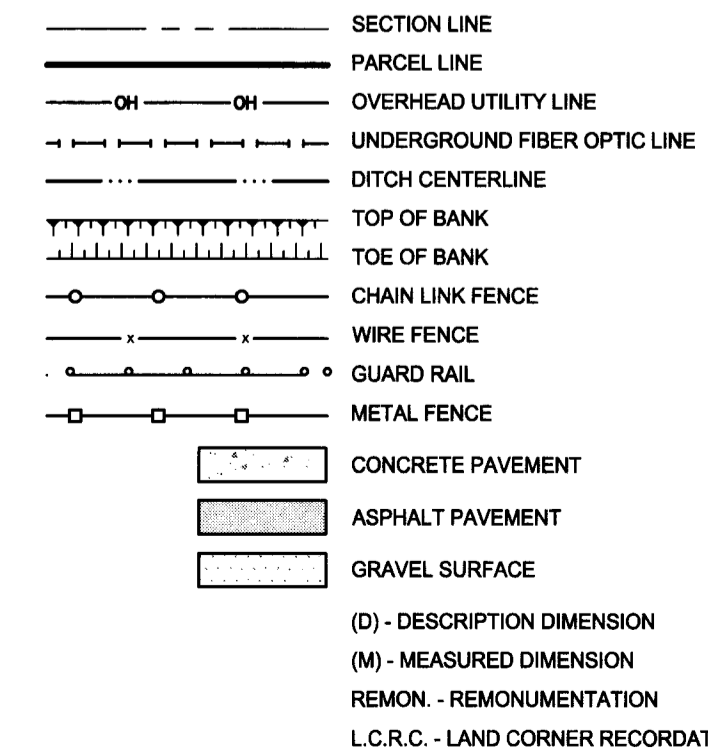 SECTION LINE
PARCEL LINE
OH OH OVERHEAD UTILITY LINE
UNDERGROUND FIBER OPTIC LINE
DITCH CENTERLINE
TOP OF BANK
TOE OF BANK
CHAIN LINK FENCE
x x WIRE FENCE
GUARD RAIL
METAL FENCE
CONCRETE PAVEMENT
ASPHALT PAVEMENT
GRAVEL SURFACE
(D) - DESCRIPTION DIMENSION
(M) - MEASURED DIMENSION
REMON. - REMONUMENTATION
L.C.R.C. - LAND CORNER RECORDAT